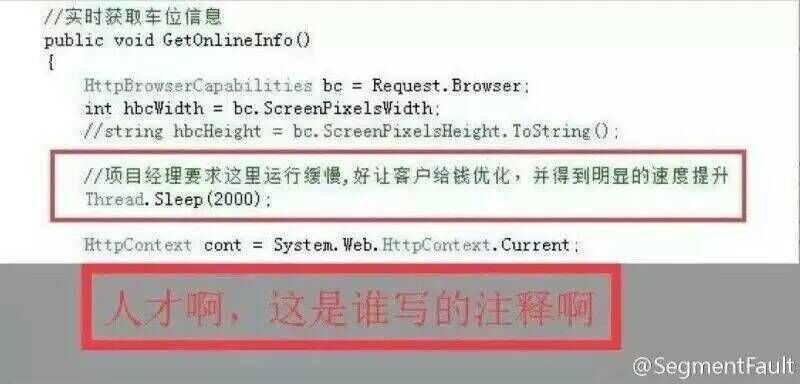 //实时获取车位信息
public void GetOnlineInfo()
{
HttpBrowserCapabilities bc = Request.Browser;
int hbcWidth = bc.ScreenPixelsWidth;
//string hbcHeight = bc.ScreenPixelsHeight.ToString();
//项目经理要求这里运行缓慢,好让客户给钱优化，并得到明显的速度提升
Thread.Sleep(2000);
HttpContext cont = System.Web.HttpContext.Current;
人才啊，这是谁写的注释啊
@SegmentFault